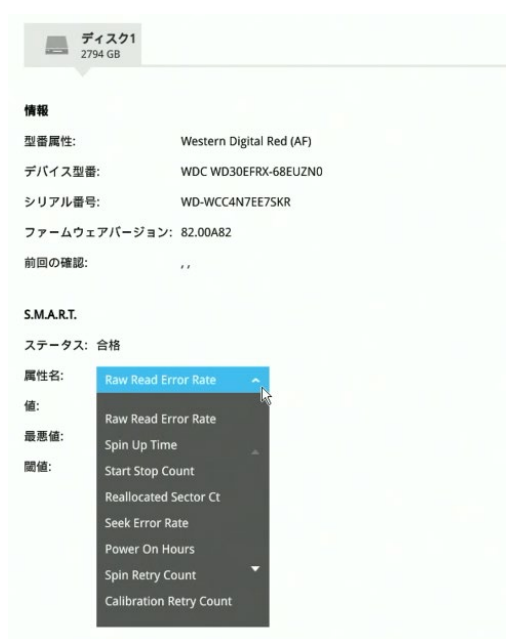 ディスク1
2794 GB
情報
型番属性: Western Digital Red (AF)
デバイス型番: WDC WD30EFRX-68EUZN0
シリアル番号: WD-WCC4N7EE7SKR
ファームウェアバージョン: 82.00A82
前回の確認: , ,
S.M.A.R.T.
ステータス: 合格
属性名: Raw Read Error Rate
値:
最悪値:
閾値:
Raw Read Error Rate
Spin Up Time
Start Stop Count
Reallocated Sector Ct
Seek Error Rate
Power On Hours
Spin Retry Count
Calibration Retry Count